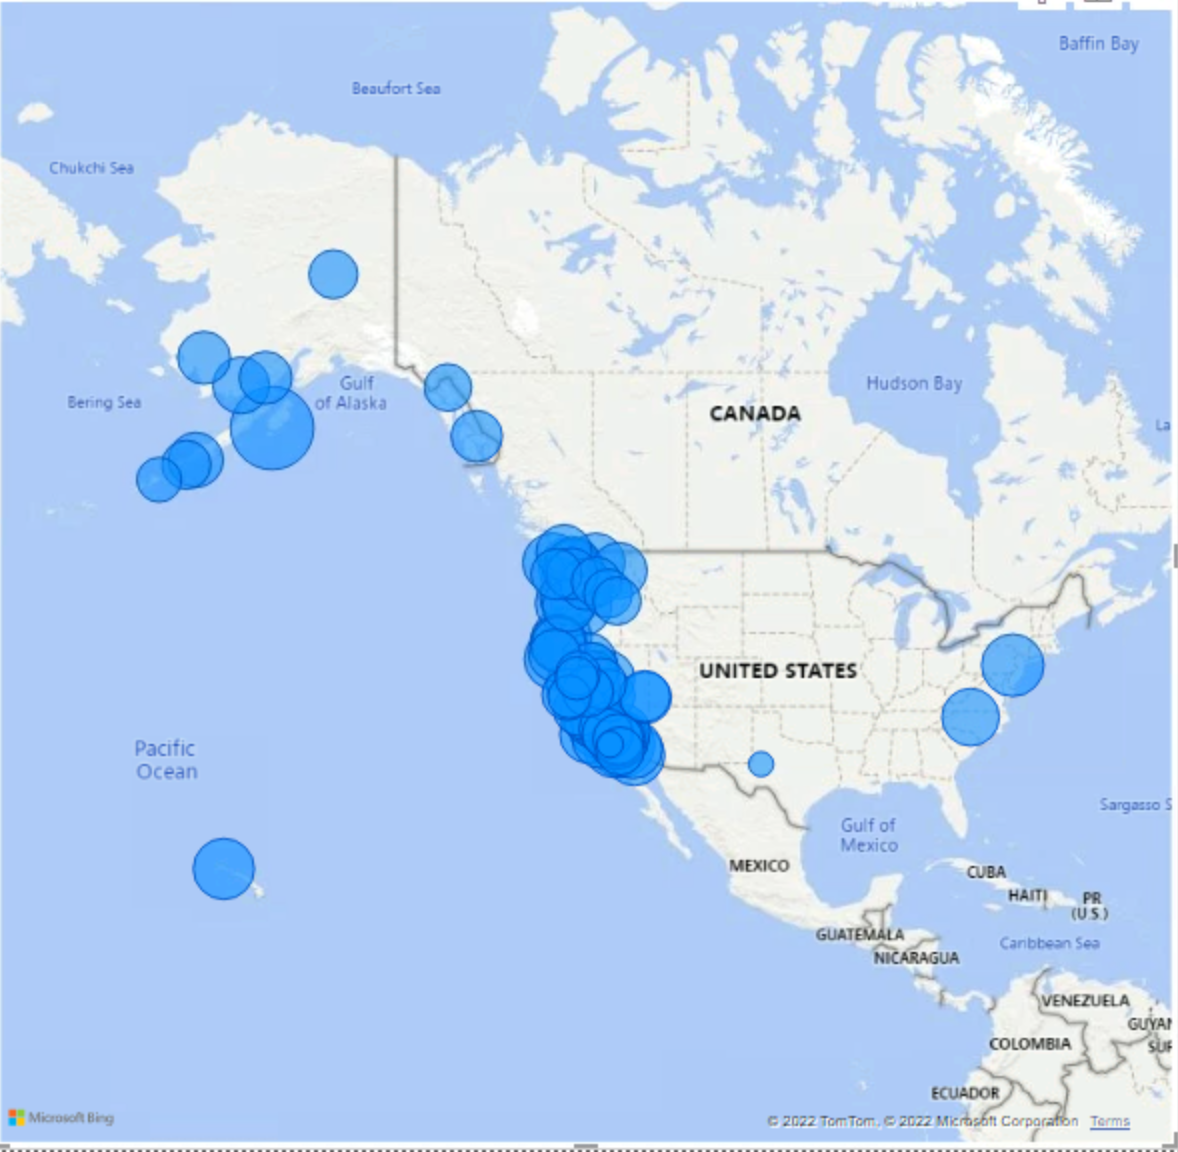 Baffin Bay
Beaufort Sea
Chukchi Sea
Gulf
of Alaska
Bering Sea
Hudson Bay
CANADA
La
UNITED STATES
Pacific
Ocean
Sargasso S
Gulf of
Mexico
MEXICO
CUBA
HAITI
PR
(U.S.)
GUATEMALA
Caribbean Sea
NICARAGUA
VENEZUELA
GUYAN
SUR
COLOMBIA
ECUADOR
Microsoft Bing
© 2022 TomTom, © 2022 Microsoft Corporation Terms